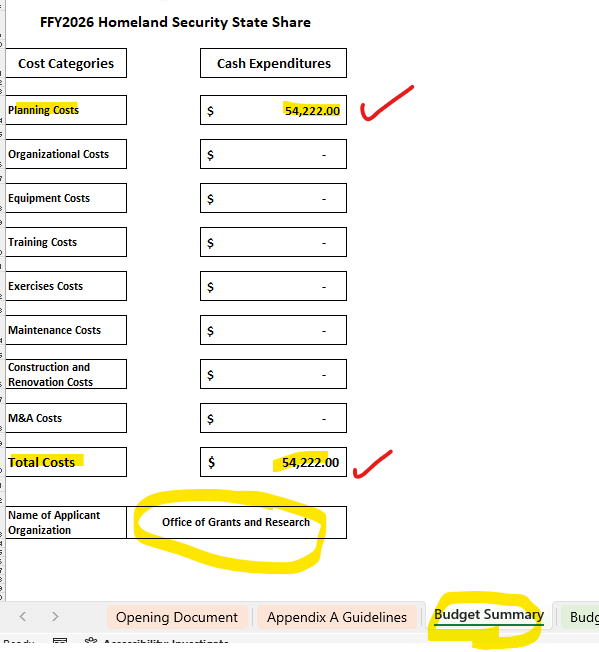 FFY2026 Homeland Security State Share
Cost Categories Cash Expenditures
Planning Costs $ 54,222.00
Organizational Costs $ -
Equipment Costs $ -
Training Costs $ -
Exercises Costs $ -
Maintenance Costs $ -
Construction and
Renovation Costs $ -
M&A Costs $ -
Total Costs $ 54,222.00
Name of Applicant
Organization Office of Grants and Research
Opening Document Appendix A Guidelines Budget Summary Budg
Accessibility: Investigate